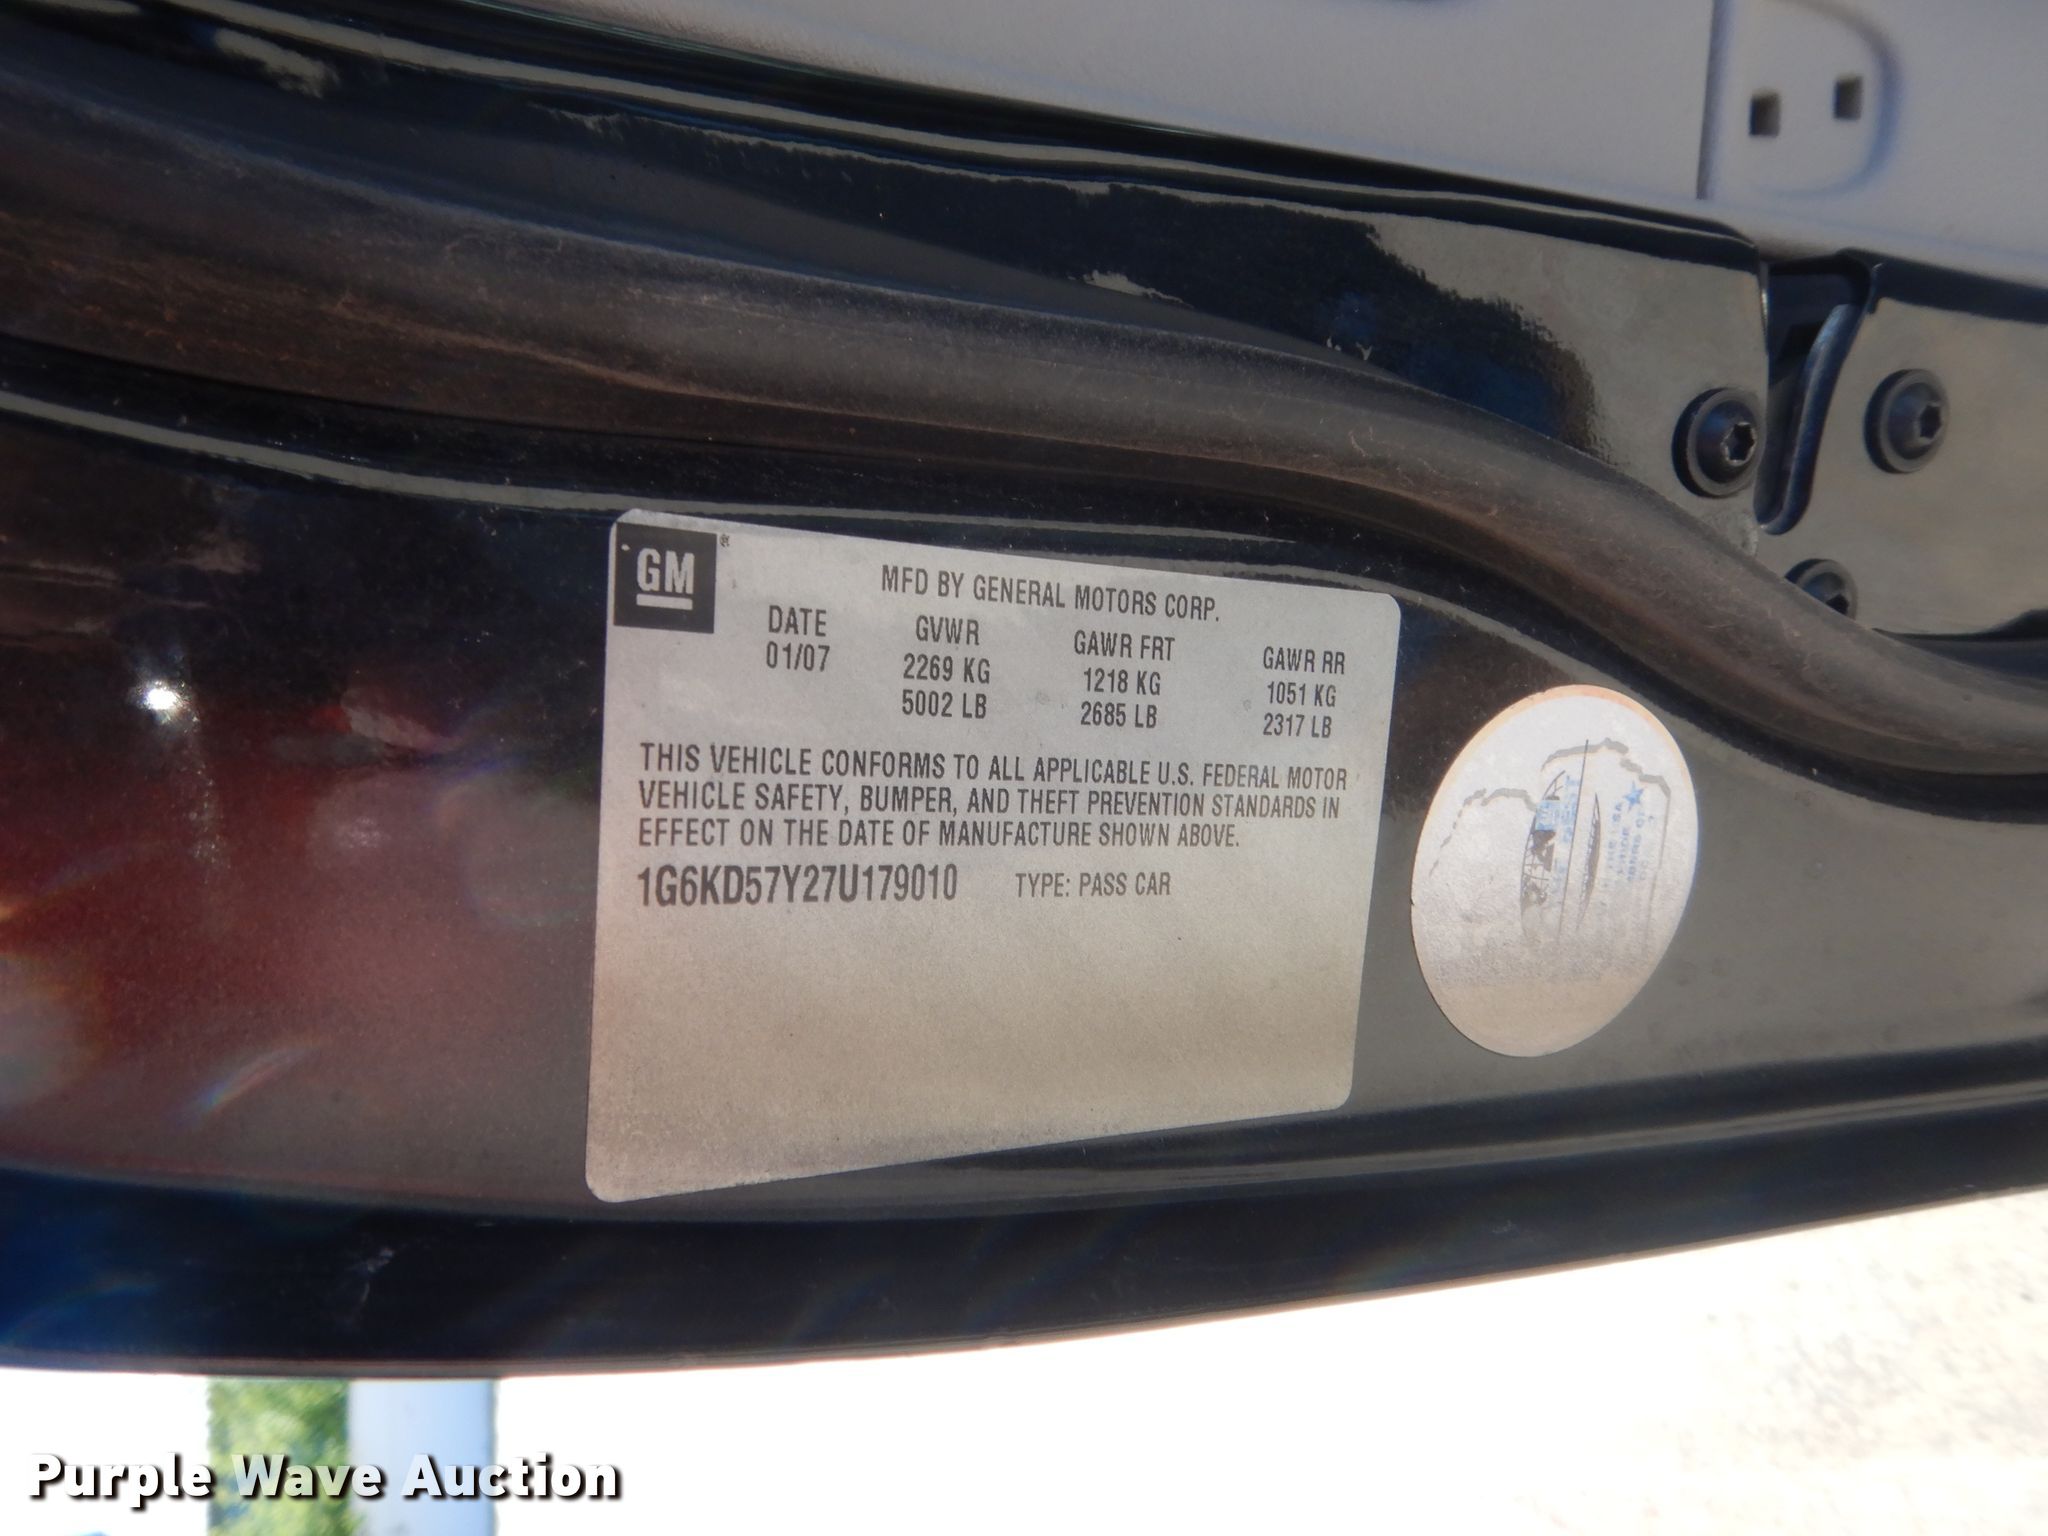 GM
MFD BY GENERAL MOTORS CORP.
DATE GVWR GAWR FRT GAWR RR
01/07 2269 KG 1218 KG 1051 KG
5002 LB 2685 LB 2317 LB
THIS VEHICLE CONFORMS TO ALL APPLICABLE U.S. FEDERAL MOTOR
VEHICLE SAFETY, BUMPER, AND THEFT PREVENTION STANDARDS IN
EFFECT ON THE DATE OF MANUFACTURE SHOWN ABOVE.
1G6KD57Y27U179010 TYPE: PASS CAR
Purple Wave Auction